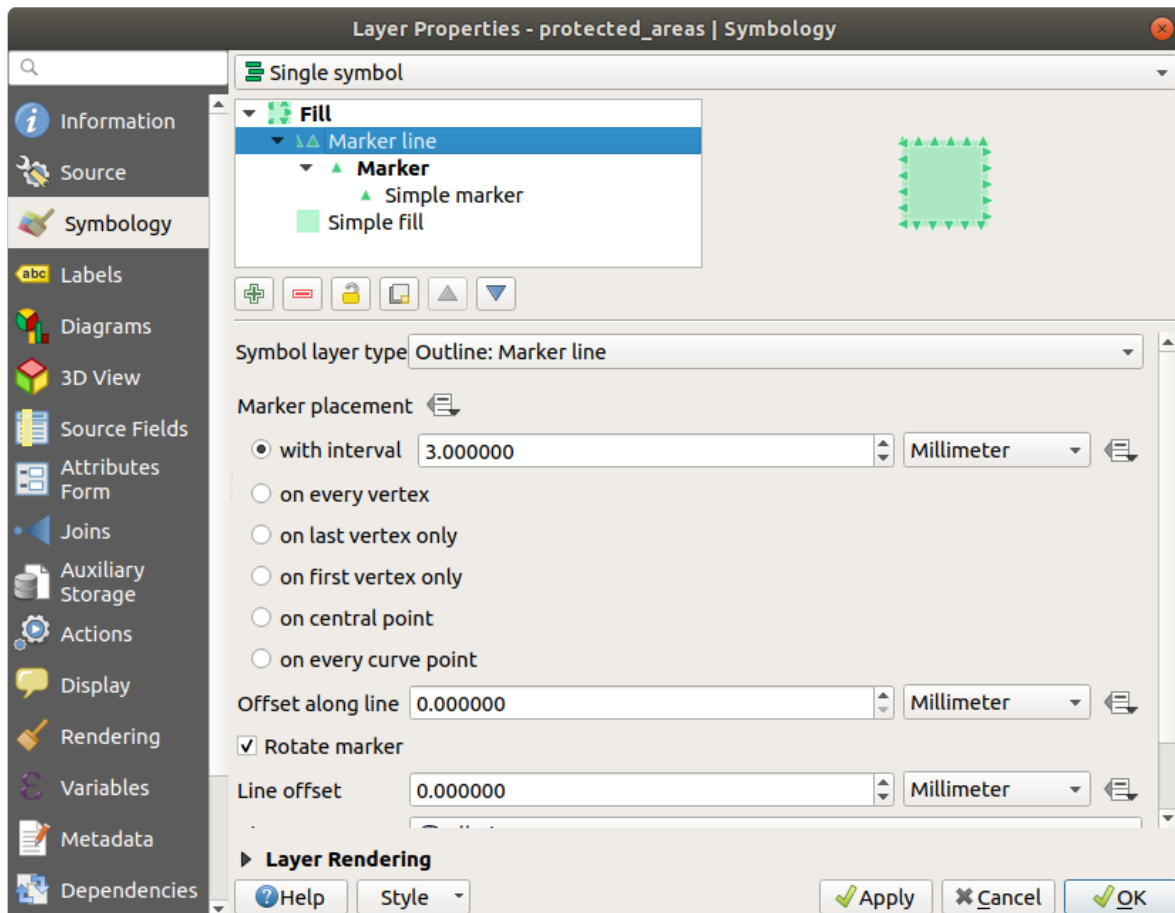 Layer Properties - protected_areas | Symbology
Information
Source
Symbology
abc Labels
Diagrams
3D View
Source Fields
Attributes
Form
Joins
Auxiliary
Storage
Actions
Display
Rendering
Variables
Metadata
Dependencies
Single symbol
Fill
Marker line
Marker
Simple marker
Simple fill
Symbol layer type Outline: Marker line
Marker placement
with interval 3.000000 Millimeter
on every vertex
on last vertex only
on first vertex only
on central point
on every curve point
Offset along line 0.000000 Millimeter
Rotate marker
Line offset 0.000000 Millimeter
Layer Rendering
Help Style Apply Cancel OK